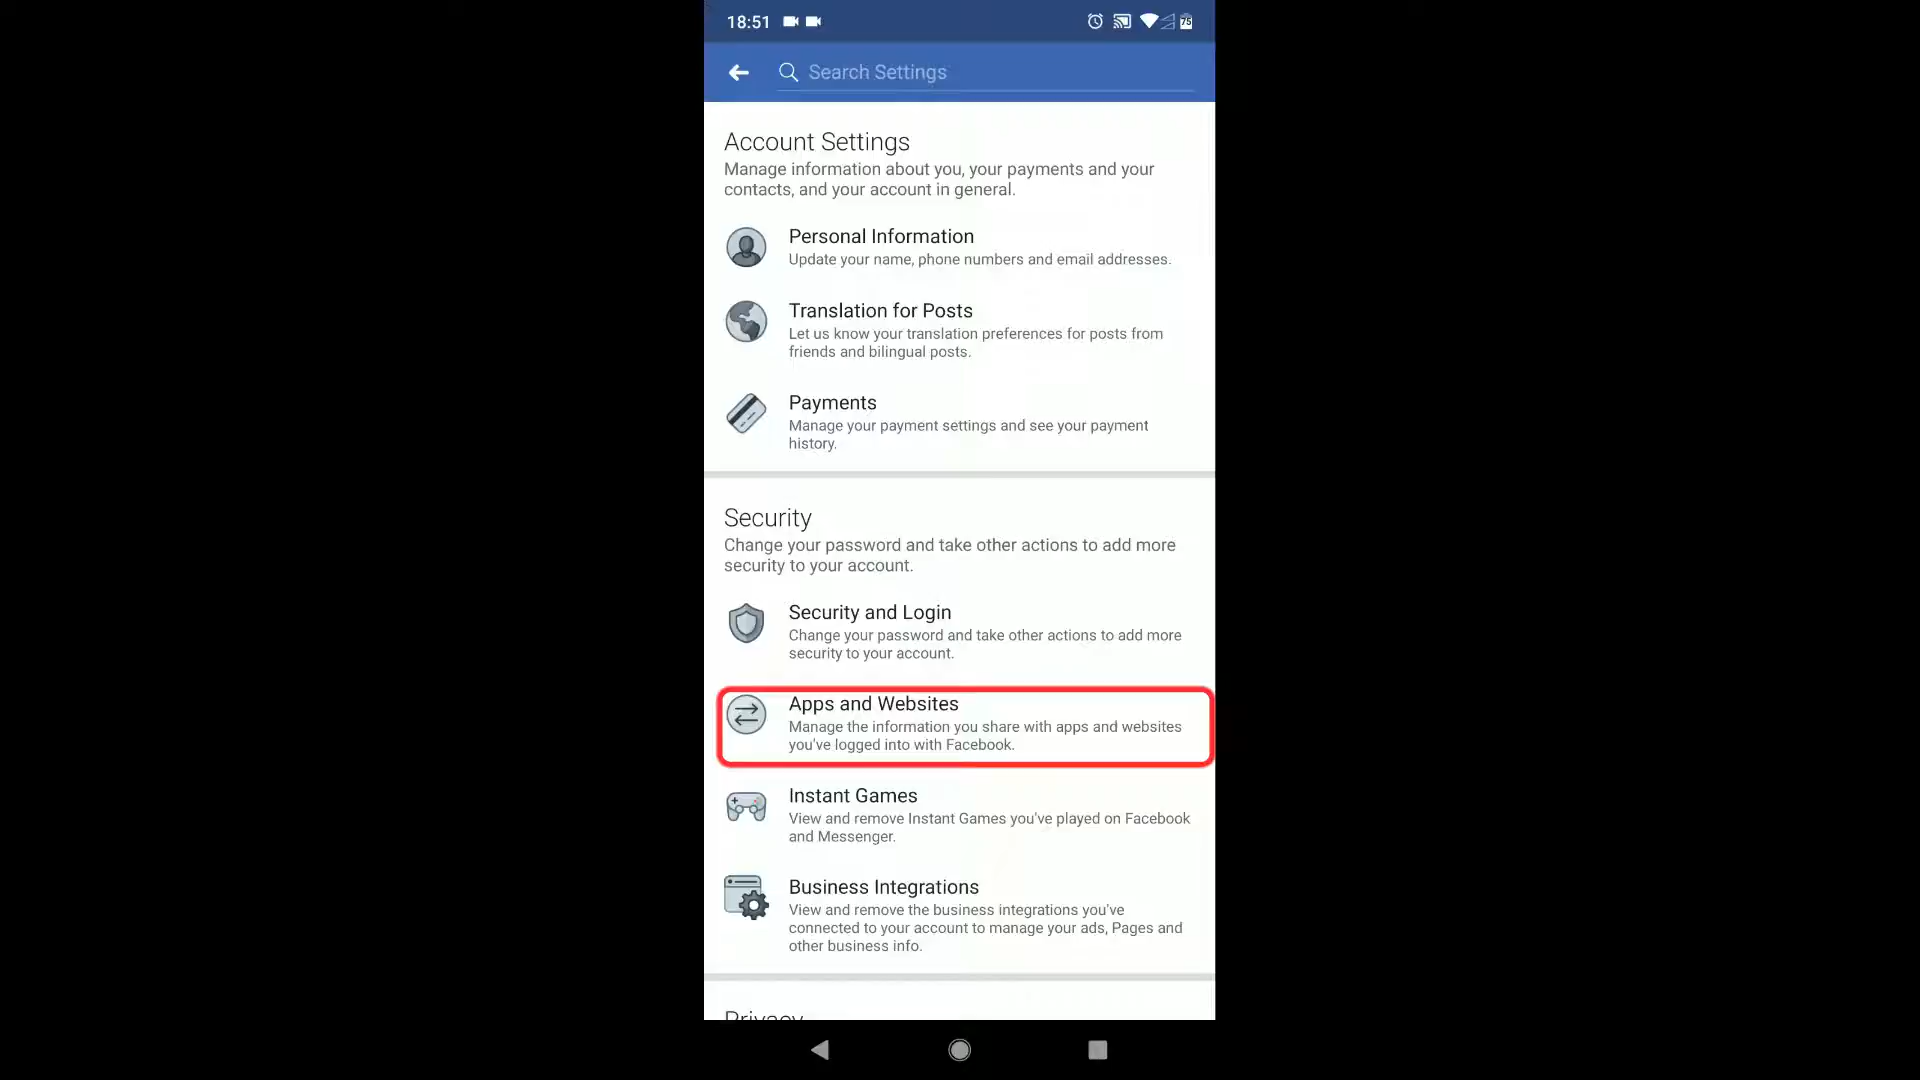 18:51
75
Search Settings
Account Settings
Manage information about you, your payments and your
contacts, and your account in general.
Personal Information
Update your name, phone numbers and email addresses.
Translation for Posts
Let us know your translation preferences for posts from
friends and bilingual posts.
Payments
Manage your payment settings and see your payment
history.
Security
Change your password and take other actions to add more
security to your account.
Security and Login
Change your password and take other actions to add more
security to your account.
Apps and Websites
Manage the information you share with apps and websites
you've logged into with Facebook.
Instant Games
View and remove Instant Games you've played on Facebook
and Messenger.
Business Integrations
View and remove the business integrations you've
connected to your account to manage your ads, Pages and
other business info.
Privacy